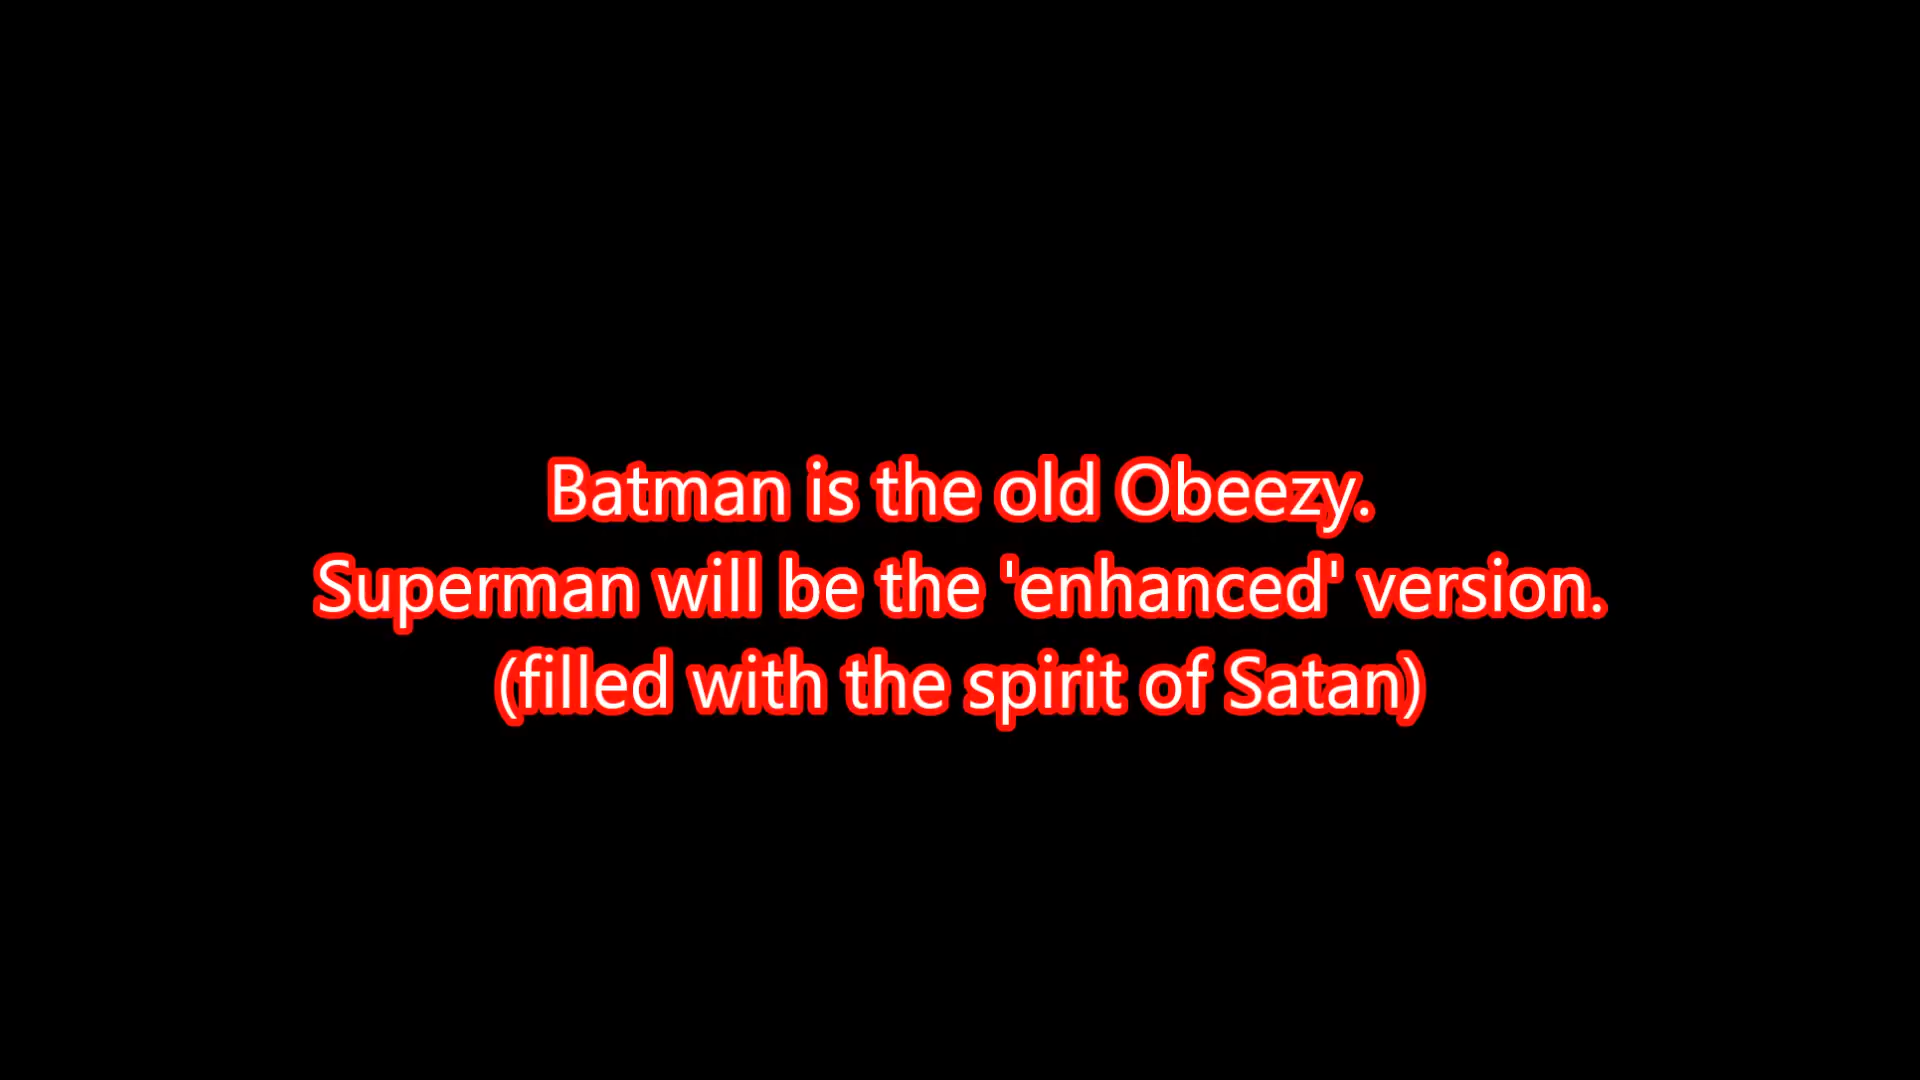 Batman is the old Obeezy.
Superman will be the 'enhanced' version.
(filled with the spirit of Satan)